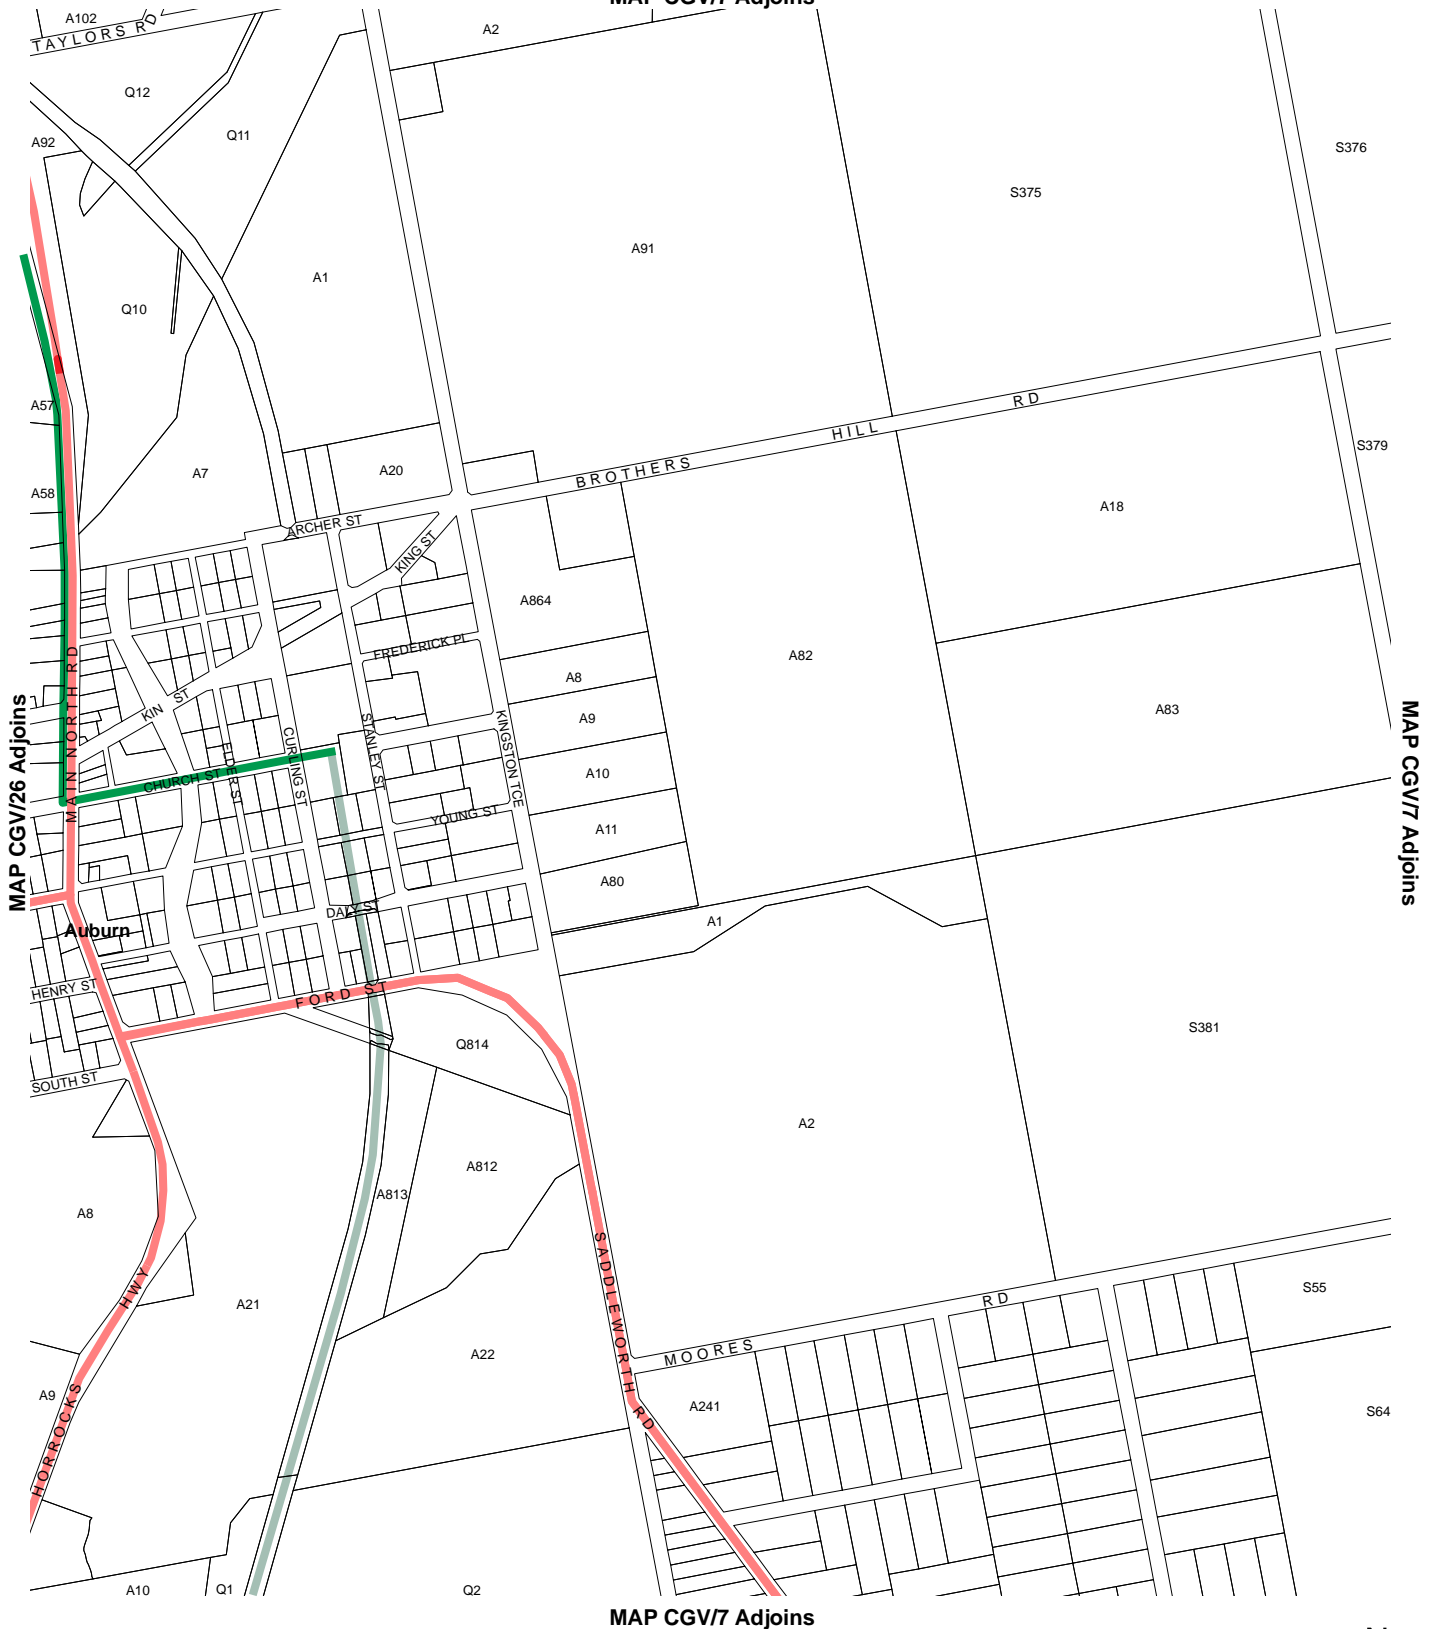 MAP CGV/7 Adjoins
A102
TAYLORS RD
A2
Q12
Q11
A92
S376
S375
A91
A1
Q10
A57
BROTHERS HILL RD
S379
A7
A20
A58
A18
ARCHER ST
KING ST
A864
FREDERICK PL
A82
A8
MAIN NORTH RD
KIN ST
A9
A83
STANLEY ST
KINGSTON TCE
CURLING ST
ELDER ST
CHURCH ST
A10
MAP CGV/26 Adjoins
MAP CGV/7 Adjoins
YOUNG ST
A11
A80
DALY ST
A1
Auburn
HENRY ST
FORD ST
S381
Q814
SOUTH ST
A2
A812
A813
A8
SADDLEWORTH RD
HORROCKS HWY
A21
RD
MOORES
S55
A22
A9
A241
S64
A10
Q1
Q2
MAP CGV/7 Adjoins